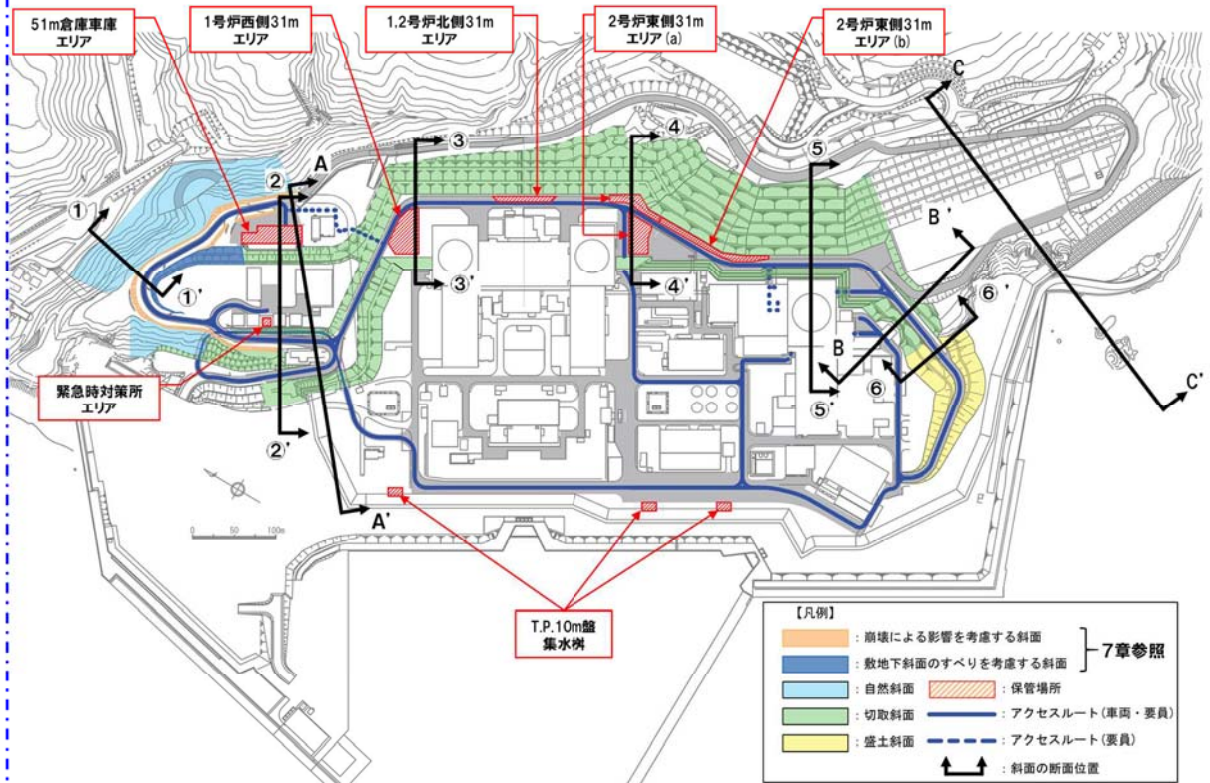 51m倉庫車庫
エリア
1号炉西側31m
エリア
1,2号炉北側31m
エリア
2号炉東側31m
エリア(a)
2号炉東側31m
エリア(b)
C
③
④
⑤
②
A
①
B'
⑥'
①'
③'
④'
B
⑥
⑤'
C'
緊急時対策所
エリア
②'
A'
0 50 100m
T.P.10m盤
集水桝
【凡例】
:崩壊による影響を考慮する斜面
:敷地下斜面のすべりを考慮する斜面
7章参照
:自然斜面
:保管場所
:切取斜面
:アクセスルート(車両・要員)
:盛土斜面
:アクセスルート(要員)
:斜面の断面位置